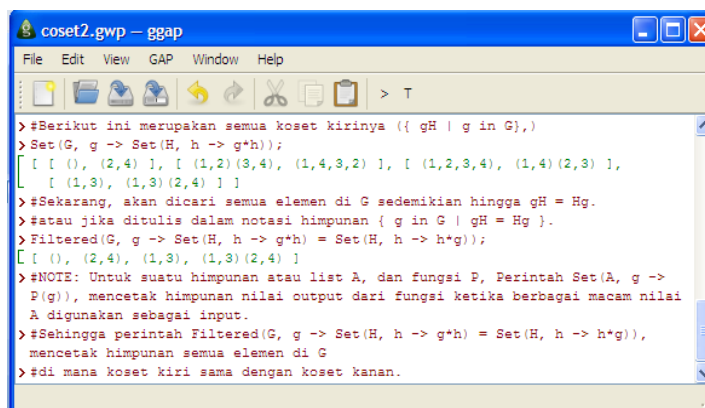 coset2.gwp — ggap
File Edit View GAP Window Help
> T
> #Berikut ini merupakan semua koset kirinya ({ gH | g in G},)
> Set(G, g -> Set(H, h -> g*h));
[ [ (), (2,4) ], [ (1,2)(3,4), (1,4,3,2) ], [ (1,2,3,4), (1,4)(2,3) ],
[ (1,3), (1,3)(2,4) ] ]
> #Sekarang, akan dicari semua elemen di G sedemikian hingga gH = Hg.
> #atau jika ditulis dalam notasi himpunan { g in G | gH = Hg }.
> Filtered(G, g -> Set(H, h -> g*h) = Set(H, h -> h*g));
[ (), (2,4), (1,3), (1,3)(2,4) ]
> #NOTE: Untuk suatu himpunan atau list A, dan fungsi P, Perintah Set(A, g ->
P(g)), mencetak himpunan nilai output dari fungsi ketika berbagai macam nilai
A digunakan sebagai input.
> #Sehingga perintah Filtered(G, g -> Set(H, h -> g*h) = Set(H, h -> h*g)),
mencetak himpunan semua elemen di G
> #di mana koset kiri sama dengan koset kanan.